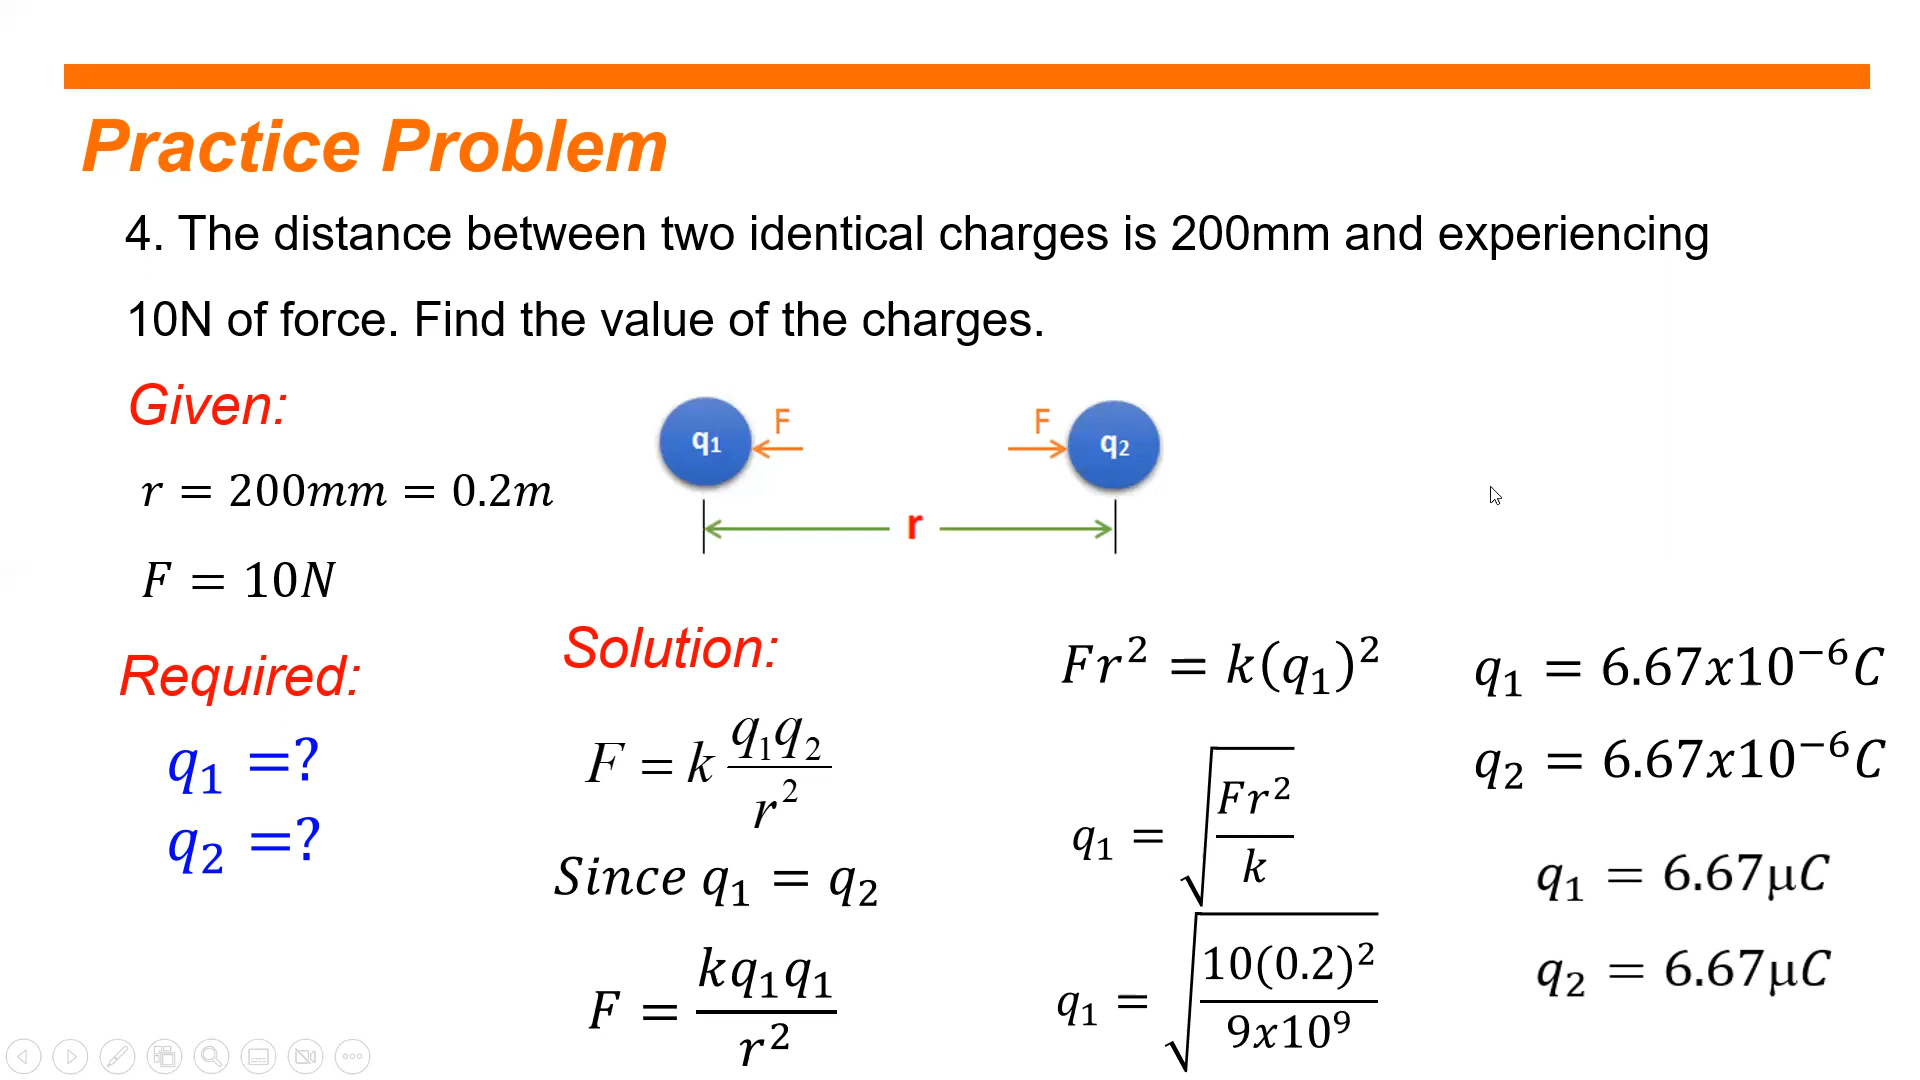 Practice Problem
4. The distance between two identical charges is 200mm and experiencing
10N of force. Find the value of the charges.
Given:
r = 200mm = 0.2m
F = 10N
Required:
q₁ =?
q₂ =?
q₁
F
F
q₂
r
Solution:
F = k q₁q₂ / r²
Since q₁ = q₂
F = kq₁q₁ / r²
Fr² = k(q₁)²
q₁ = √(Fr² / k)
q₁ = √(10(0.2)² / 9x10⁹)
q₁ = 6.67x10⁻⁶C
q₂ = 6.67x10⁻⁶C
q₁ = 6.67μC
q₂ = 6.67μC